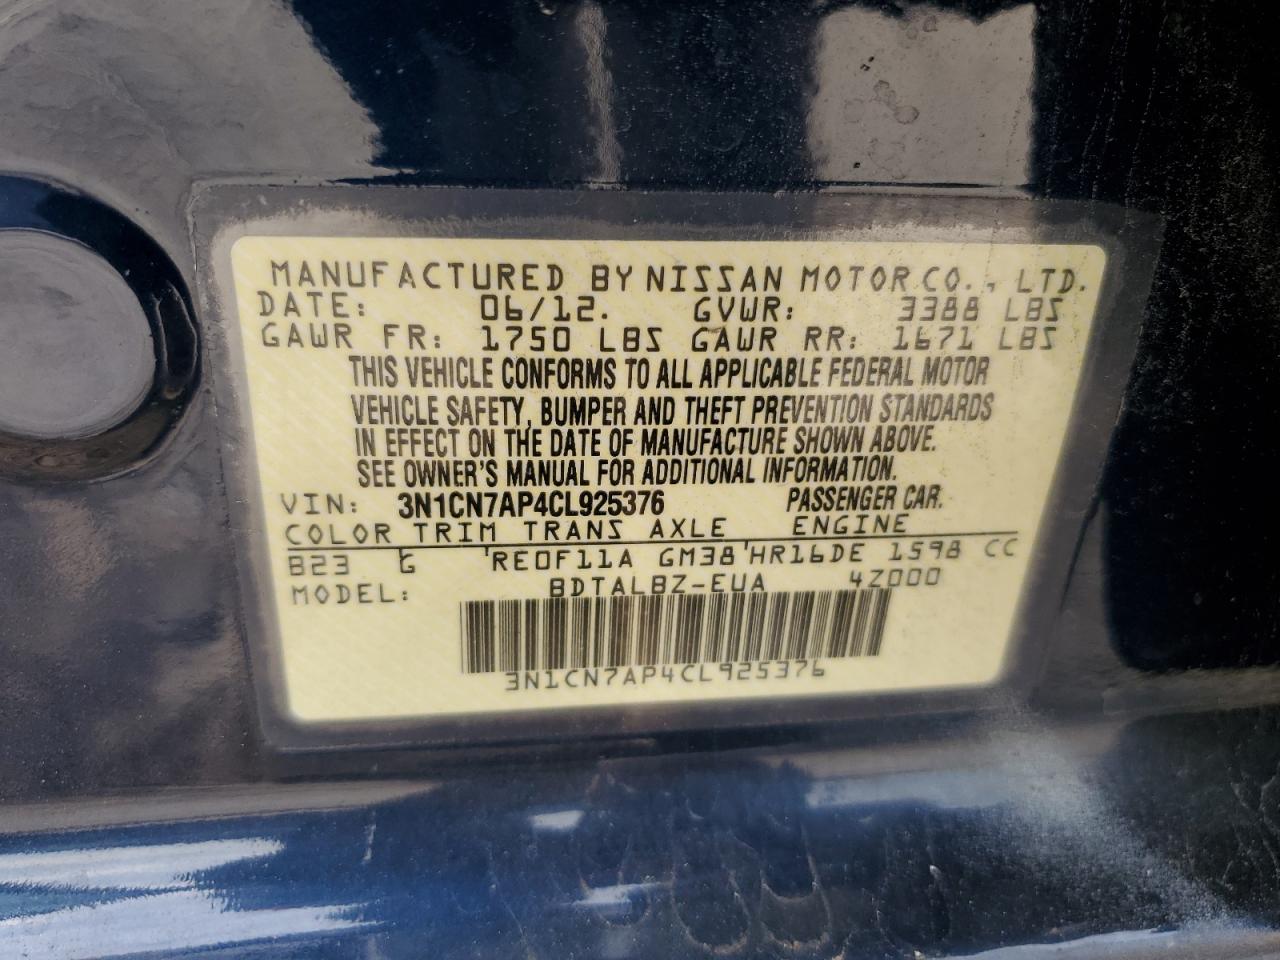 MANUFACTURED BY NISSAN MOTOR CO., LTD.
DATE: 06/12. GVWR: 3388 LBS
GAWR FR: 1750 LBS GAWR RR: 1671 LBS
THIS VEHICLE CONFORMS TO ALL APPLICABLE FEDERAL MOTOR
VEHICLE SAFETY, BUMPER AND THEFT PREVENTION STANDARDS
IN EFFECT ON THE DATE OF MANUFACTURE SHOWN ABOVE.
SEE OWNER'S MANUAL FOR ADDITIONAL INFORMATION.
VIN: 3N1CN7AP4CL925376 PASSENGER CAR.
COLOR TRIM TRANS AXLE ENGINE
B23 G RE0F11A GM38 HR16DE 1598 CC
MODEL: BDTALBZ-EUA 4Z000
3N1CN7AP4CL925376